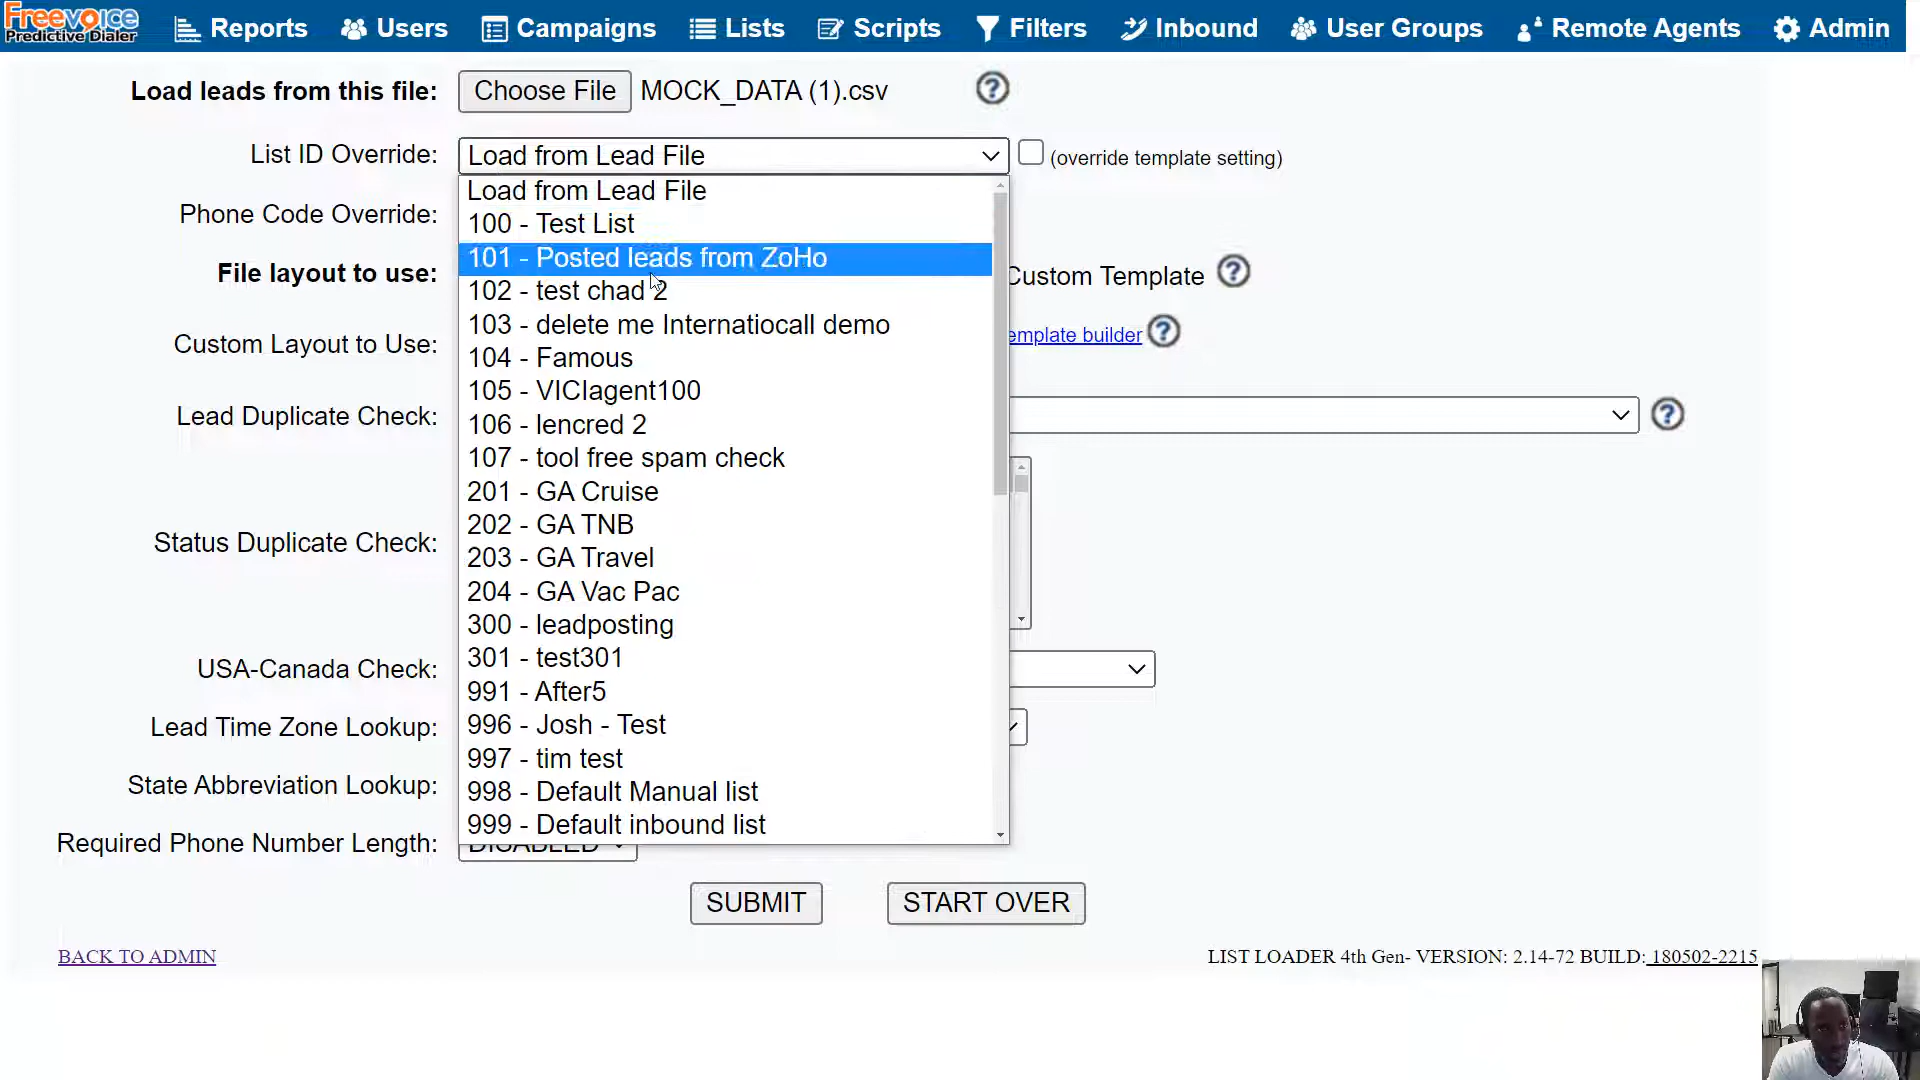 Freevoice
Predictive Dialer
Reports
Users
Campaigns
Lists
Scripts
Filters
Inbound
User Groups
Remote Agents
Admin
Load leads from this file:
Choose File
MOCK_DATA (1).csv
?
List ID Override:
Load from Lead File
(override template setting)
Load from Lead File
100 - Test List
101 - Posted leads from ZoHo
102 - test chad 2
103 - delete me Internatiocall demo
104 - Famous
105 - VICIagent100
106 - lencred 2
107 - tool free spam check
201 - GA Cruise
202 - GA TNB
203 - GA Travel
204 - GA Vac Pac
300 - leadposting
301 - test301
991 - After5
996 - Josh - Test
997 - tim test
998 - Default Manual list
999 - Default inbound list
Phone Code Override:
File layout to use:
Custom Template
?
Custom Layout to Use:
emplate builder
?
Lead Duplicate Check:
?
Status Duplicate Check:
USA-Canada Check:
Lead Time Zone Lookup:
State Abbreviation Lookup:
Required Phone Number Length:
DISABLED
SUBMIT
START OVER
BACK TO ADMIN
LIST LOADER 4th Gen- VERSION: 2.14-72 BUILD: 180502-2215